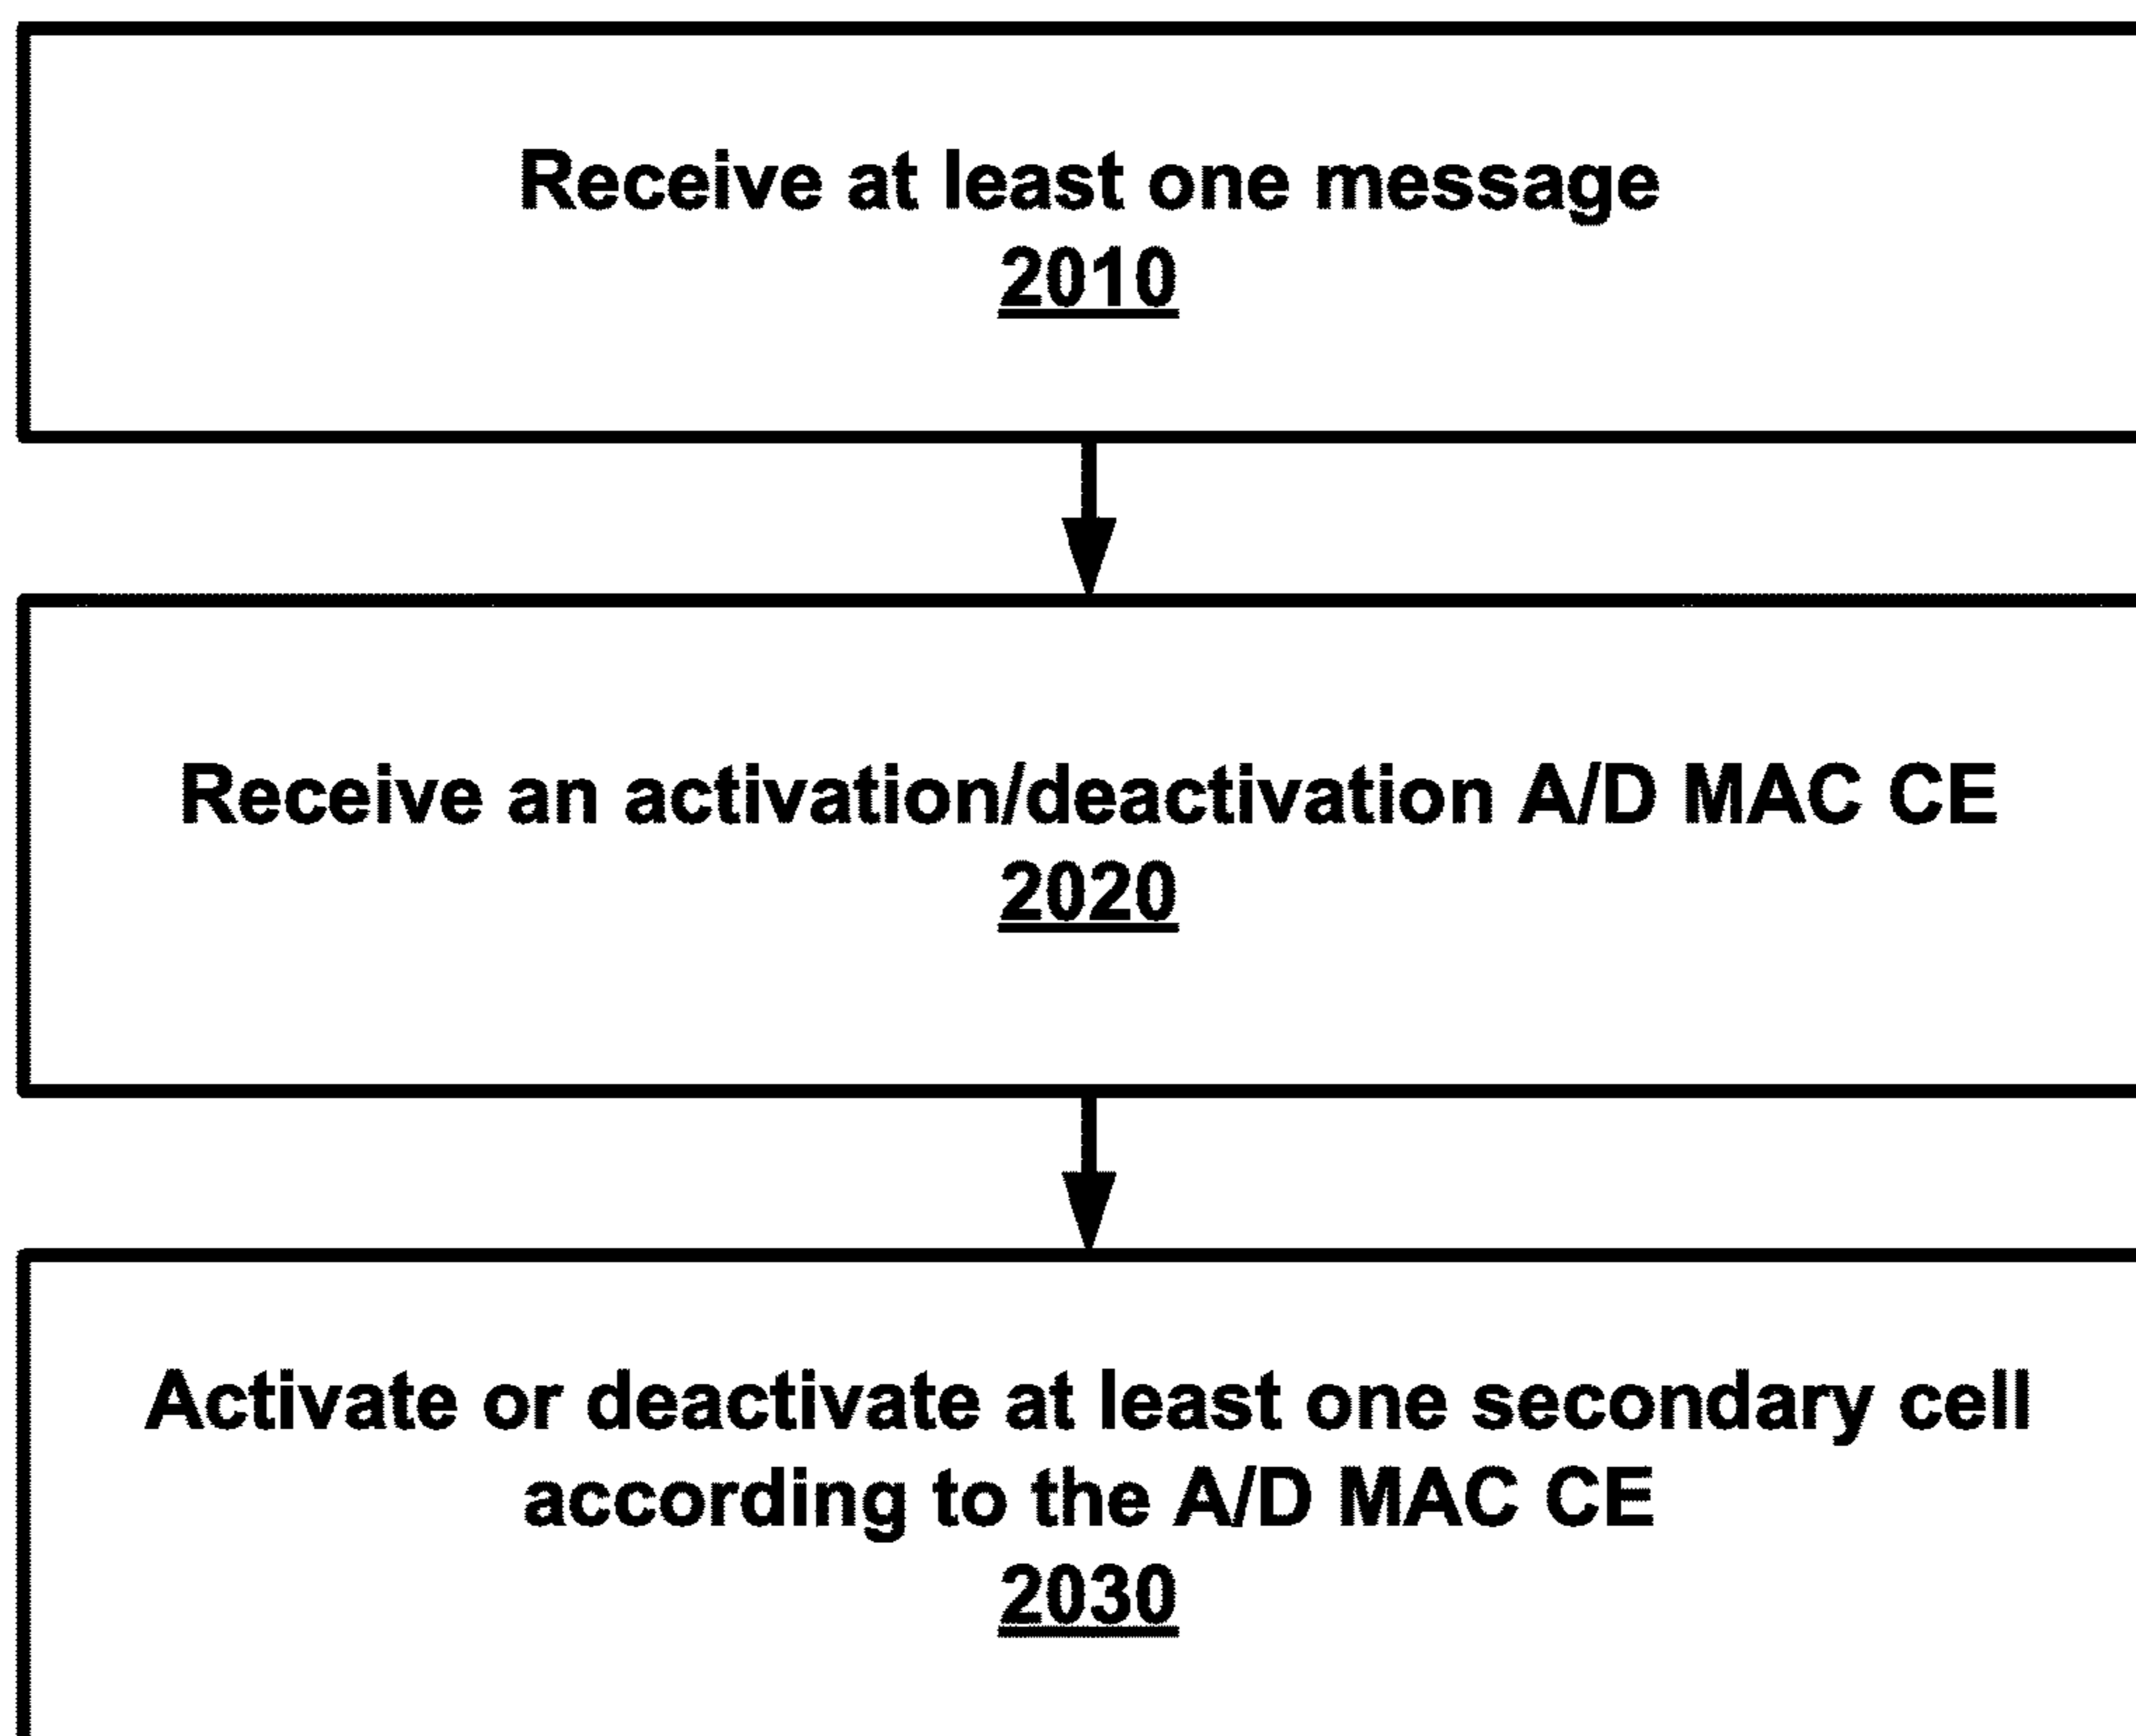 Receive at least one message
2010
Receive an activation/deactivation A/D MAC CE
2020
Activate or deactivate at least one secondary cell
according to the A/D MAC CE
2030